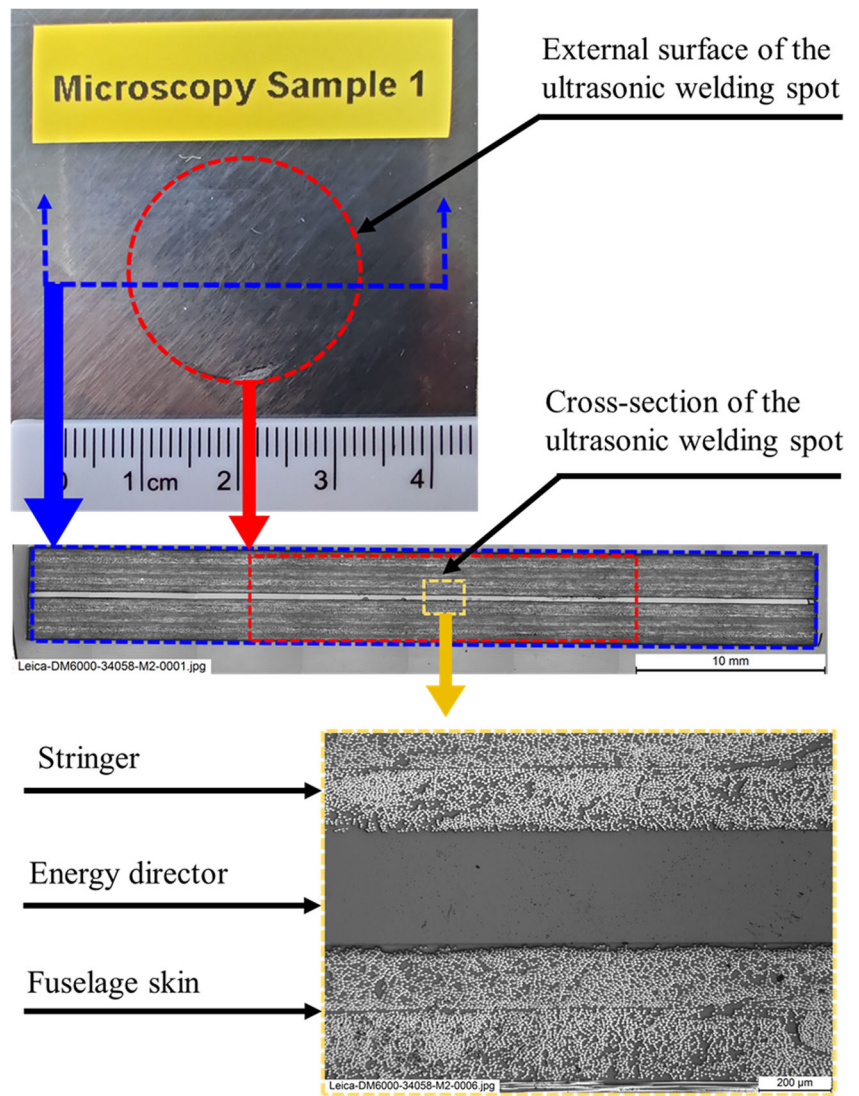 Microscopy Sample 1
External surface of the
ultrasonic welding spot
0 1 cm 2 3 4
Cross-section of the
ultrasonic welding spot
Leica-DM6000-34058-M2-0001.jpg
10 mm
Stringer
Energy director
Fuselage skin
Leica-DM6000-34058-M2-0006.jpg
200 µm